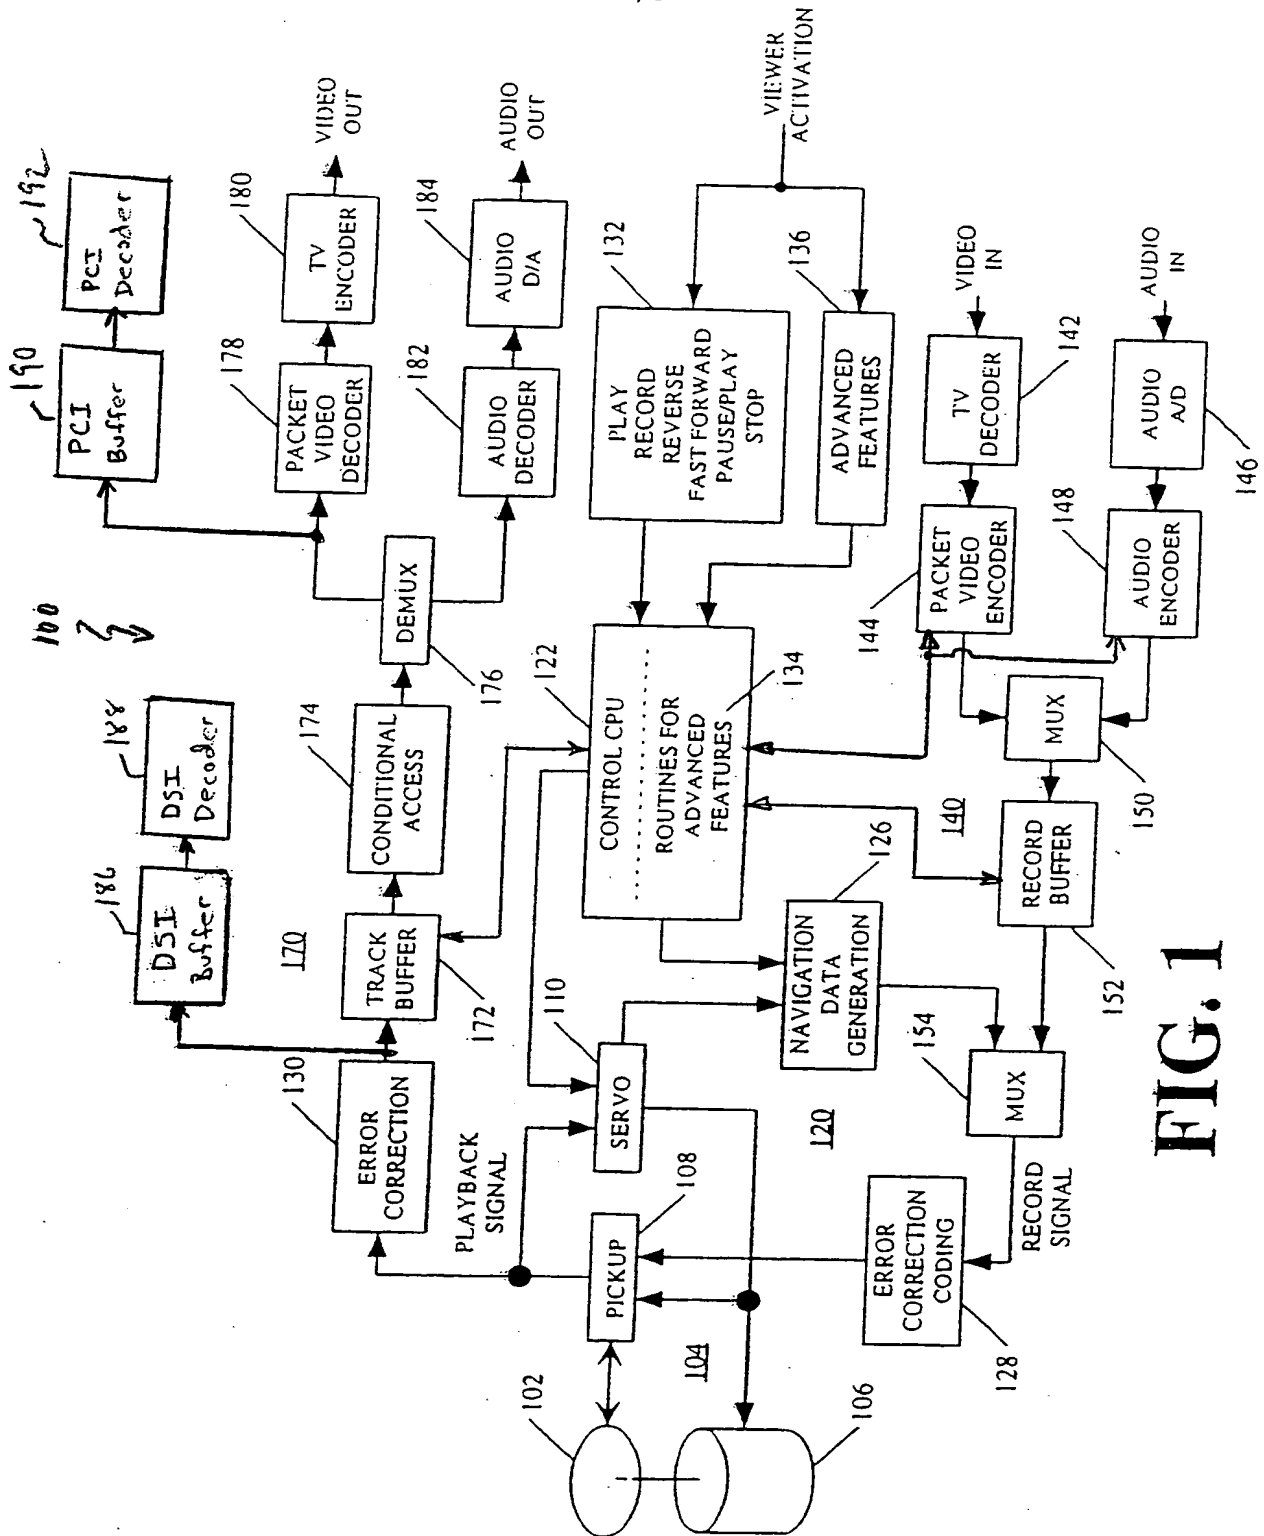 100
186
DSI
Buffer
188
DSI
Decoder
190
PCI
Buffer
192
PCI
Decoder
130
ERROR
CORRECTION
170
TRACK
BUFFER
172
174
CONDITIONAL
ACCESS
DEMUX
176
178
PACKET
VIDEO
DECODER
180
TV
ENCODER
VIDEO
OUT
182
AUDIO
DECODER
184
AUDIO
D/A
AUDIO
OUT
PLAYBACK
SIGNAL
102
PICKUP
108
110
SERVO
104
106
120
122
CONTROL CPU
ROUTINES FOR
ADVANCED
FEATURES
134
132
PLAY
RECORD
REVERSE
FAST FORWARD
PAUSE/PLAY
STOP
136
ADVANCED
FEATURES
VIEWER
ACTIVATION
126
NAVIGATION
DATA
GENERATION
140
144
PACKET
VIDEO
ENCODER
TV
DECODER
142
VIDEO
IN
148
AUDIO
ENCODER
AUDIO
A/D
146
AUDIO
IN
MUX
150
RECORD
BUFFER
152
154
MUX
RECORD
SIGNAL
ERROR
CORRECTION
CODING
128
FIG. 1